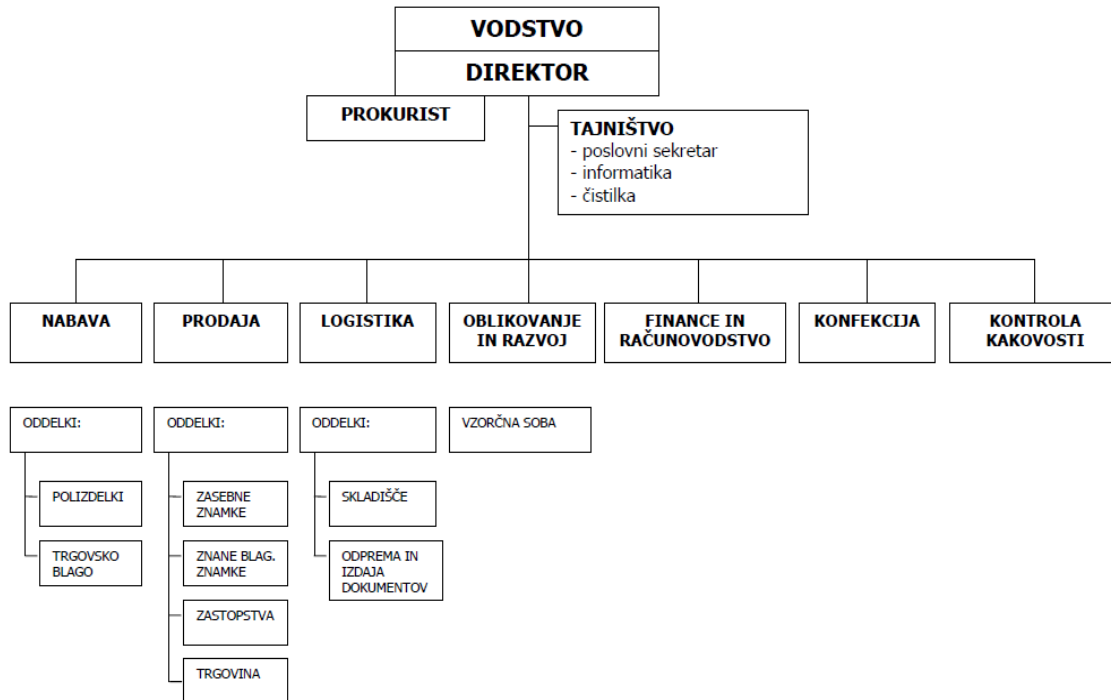 VODSTVO
DIREKTOR
PROKURIST
TAJNIŠTVO
- poslovni sekretar
- informatika
- čistilka
NABAVA
PRODAJA
LOGISTIKA
OBLIKOVANJE
IN RAZVOJ
FINANCE IN
RAČUNOVODSTVO
KONFEKCIJA
KONTROLA
KAKOVOSTI
ODDELKI:
ODDELKI:
ODDELKI:
VZORČNA SOBA
POLIZDELKI
TRGOVSKO
BLAGO
ZASEBNE
ZNAMKE
ZNANE BLAG.
ZNAMKE
ZASTOPSTVA
TRGOVINA
SKLADIŠČE
ODPREMA IN
IZDAJA
DOKUMENTOV